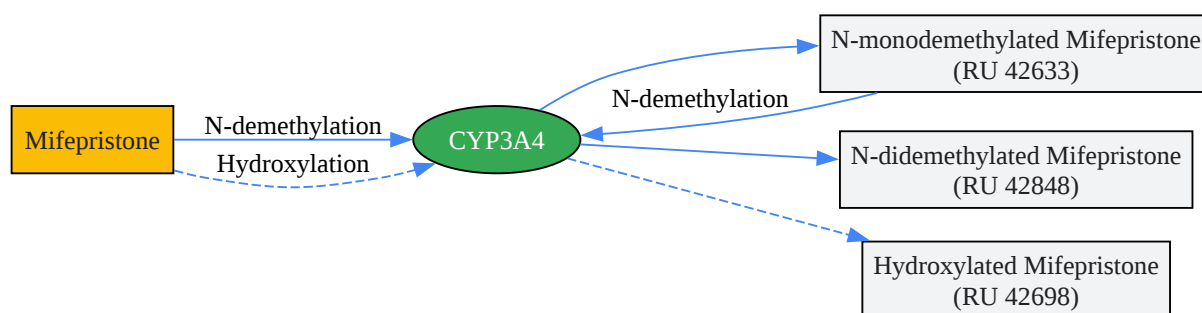 Mifepristone
N-demethylation
Hydroxylation
CYP3A4
N-demethylation
N-monodemethylated Mifepristone
(RU 42633)
N-didemethylated Mifepristone
(RU 42848)
Hydroxylated Mifepristone
(RU 42698)